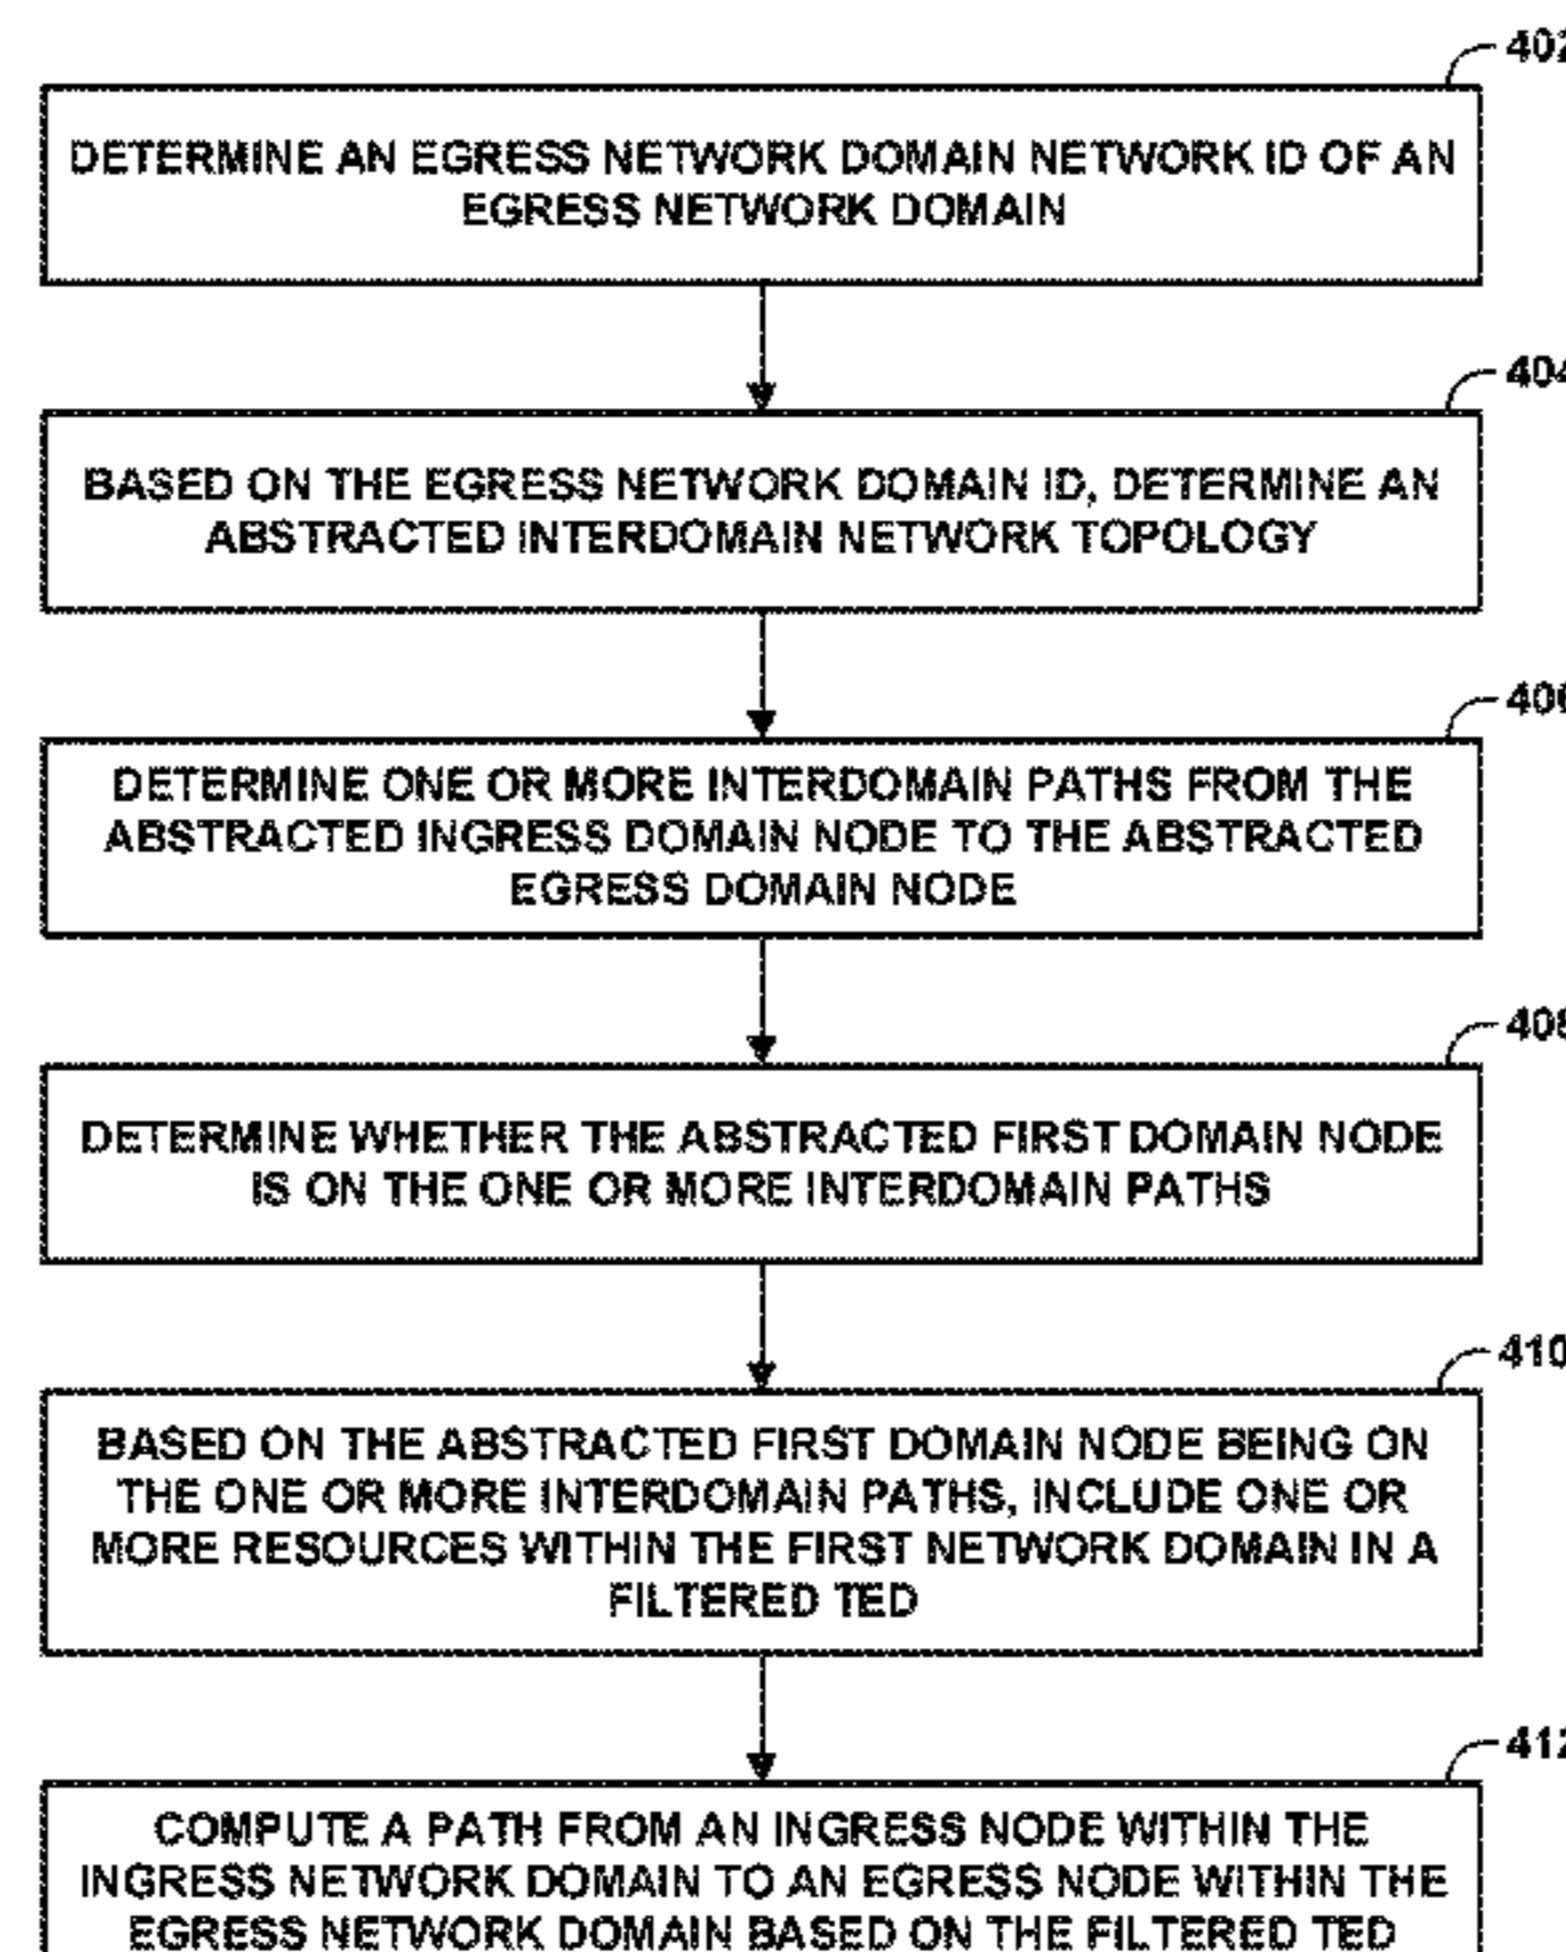 402
DETERMINE AN EGRESS NETWORK DOMAIN NETWORK ID OF AN
EGRESS NETWORK DOMAIN
404
BASED ON THE EGRESS NETWORK DOMAIN ID, DETERMINE AN
ABSTRACTED INTERDOMAIN NETWORK TOPOLOGY
406
DETERMINE ONE OR MORE INTERDOMAIN PATHS FROM THE
ABSTRACTED INGRESS DOMAIN NODE TO THE ABSTRACTED
EGRESS DOMAIN NODE
408
DETERMINE WHETHER THE ABSTRACTED FIRST DOMAIN NODE
IS ON THE ONE OR MORE INTERDOMAIN PATHS
410
BASED ON THE ABSTRACTED FIRST DOMAIN NODE BEING ON
THE ONE OR MORE INTERDOMAIN PATHS, INCLUDE ONE OR
MORE RESOURCES WITHIN THE FIRST NETWORK DOMAIN IN A
FILTERED TED
412
COMPUTE A PATH FROM AN INGRESS NODE WITHIN THE
INGRESS NETWORK DOMAIN TO AN EGRESS NODE WITHIN THE
EGRESS NETWORK DOMAIN BASED ON THE FILTERED TED